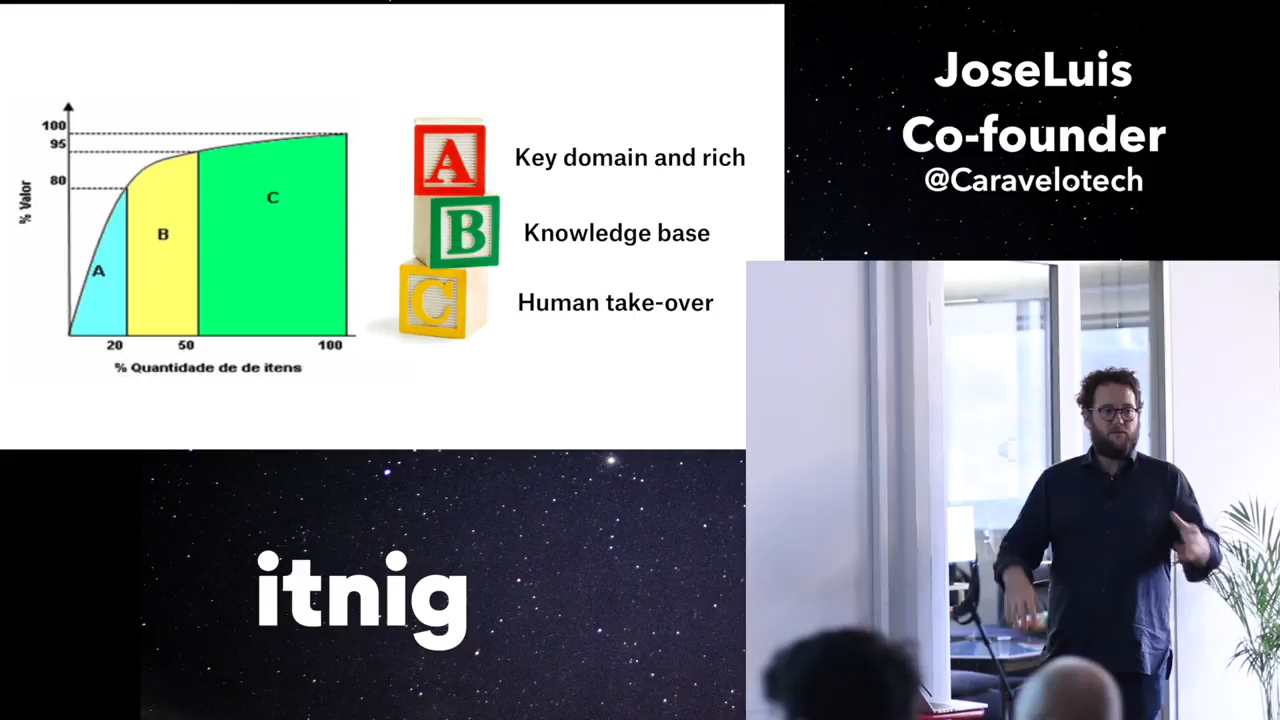 100
95
80
% Valor
A
B
C
20
50
100
% Quantidade de de itens
A
Key domain and rich
B
Knowledge base
C
Human take-over
JoseLuis
Co-founder
@Caravelotech
itnig